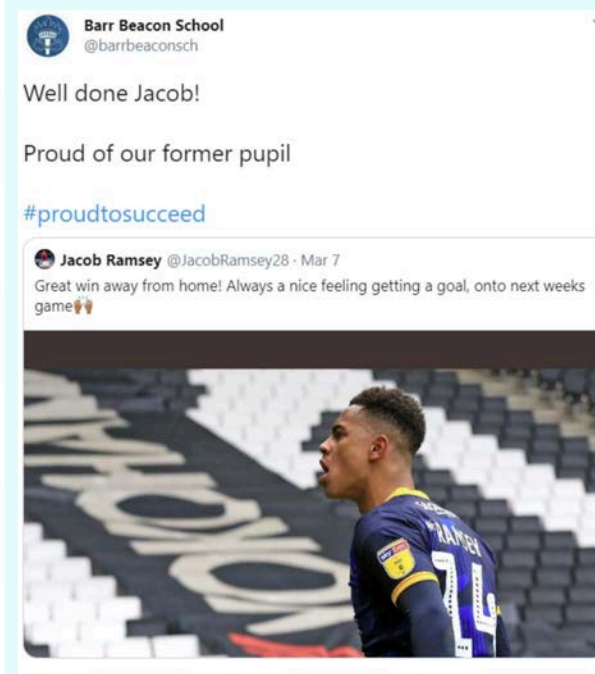 Barr Beacon School
@barrbeaconsch
Well done Jacob!
Proud of our former pupil
#proudtosucceed
Jacob Ramsey @JacobRamsey28 · Mar 7
Great win away from home! Always a nice feeling getting a goal, onto next weeks
game🙌🏽
RAMSEY
24